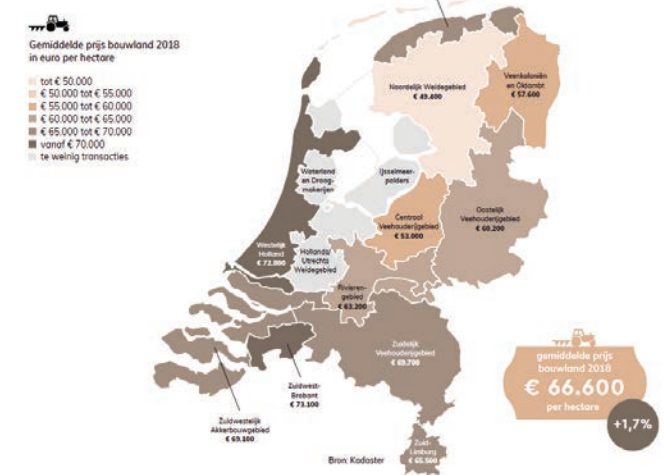 Gemiddelde prijs bouwland 2018
in euro per hectare
tot € 50.000
€ 50.000 tot € 55.000
€ 55.000 tot € 60.000
€ 60.000 tot € 65.000
€ 65.000 tot € 70.000
vanaf € 70.000
te weinig transacties
Noordelijk Weidegebied
€ 49.400
Veenkoloniën
en Oldambt
€ 57.600
Waterland
en Droog-
makerijen
IJsselmeer-
polders
Oostelijk
Veehouderijgebied
€ 60.200
Centraal
Veehouderijgebied
€ 53.000
Westelijk
Holland
€ 72.800
Hollands/
Utrechts
Weidegebied
Rivieren-
gebied
€ 63.200
Zuidelijk
Veehouderijgebied
€ 69.700
Zuidwest-
Brabant
€ 73.100
Zuidwestelijk
Akkerbouwgebied
€ 69.100
Zuid-
Limburg
€ 65.500
Bron: Kadaster
gemiddelde prijs
bouwland 2018
€ 66.600
per hectare
+1,7%